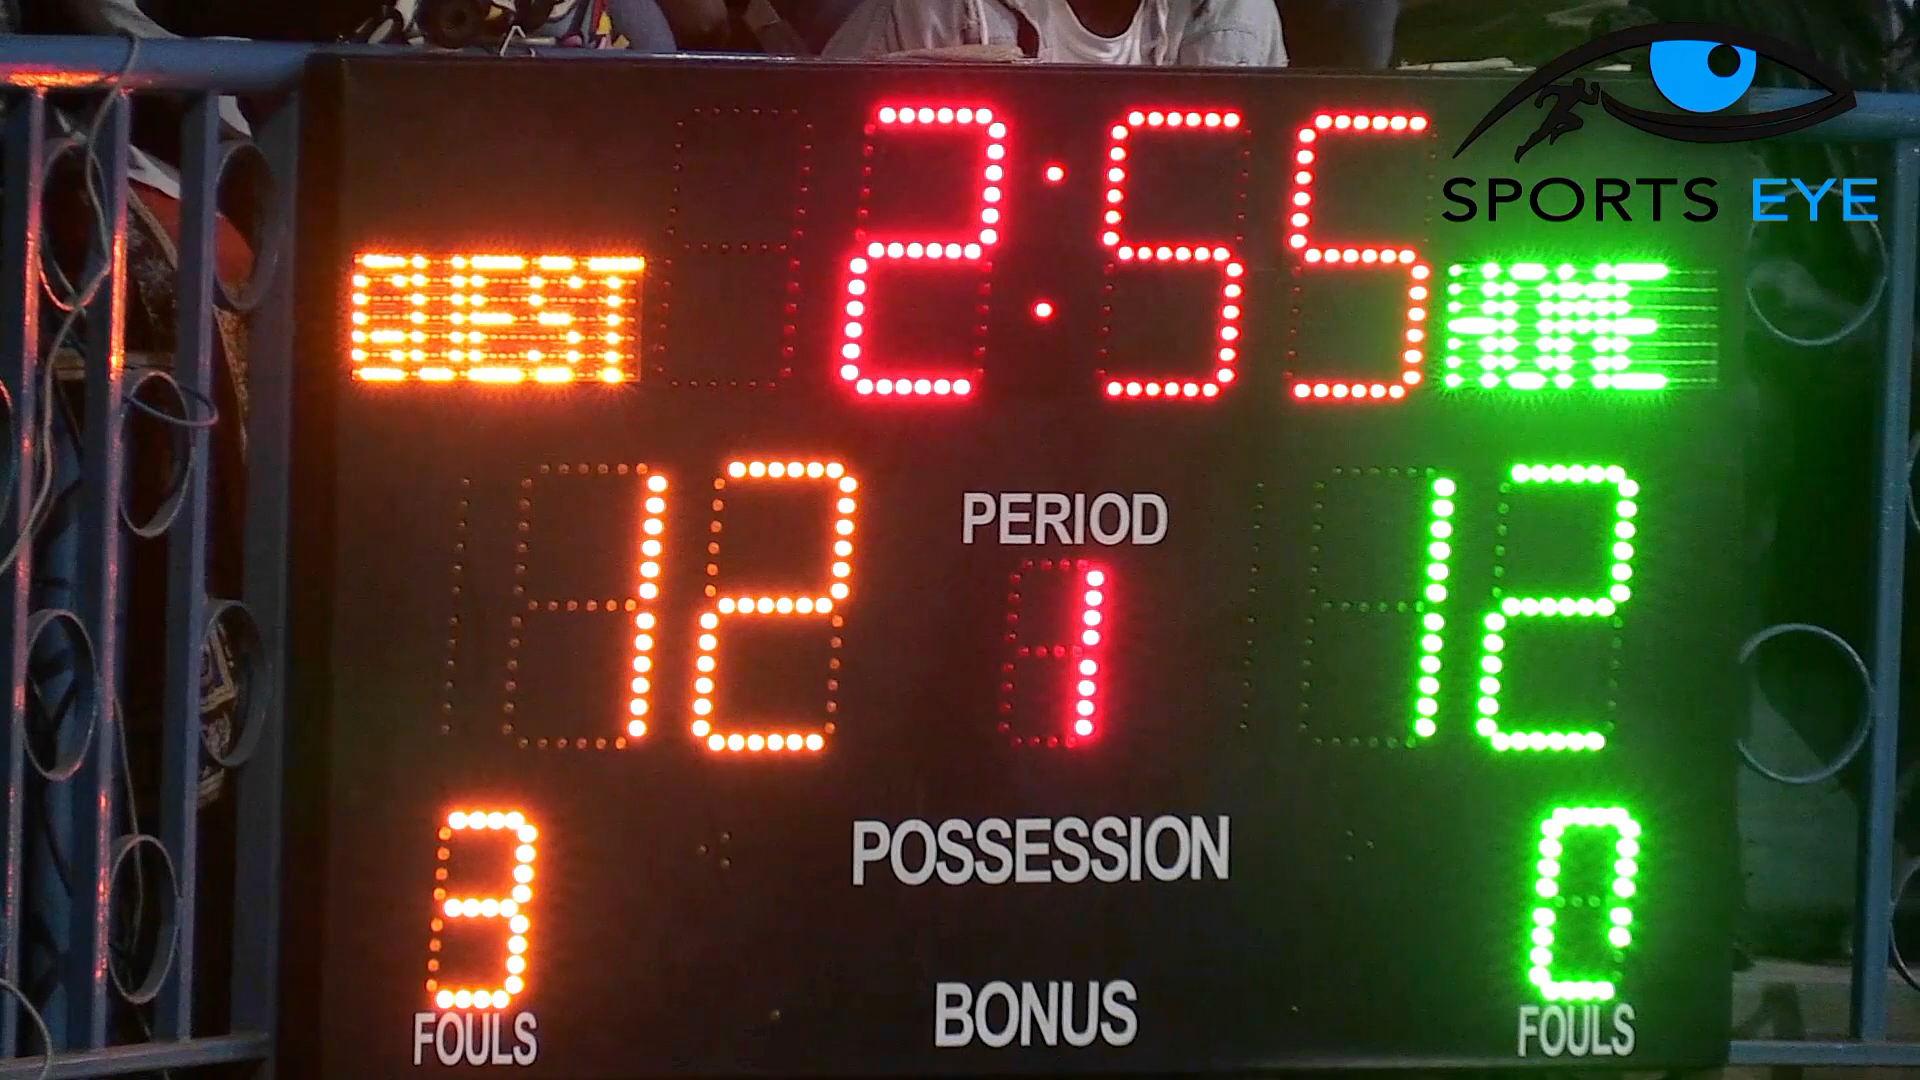 SPORTS EYE
2:55
GUEST HOME
12 PERIOD 12
1
3 POSSESSION 0
BONUS
FOULS FOULS